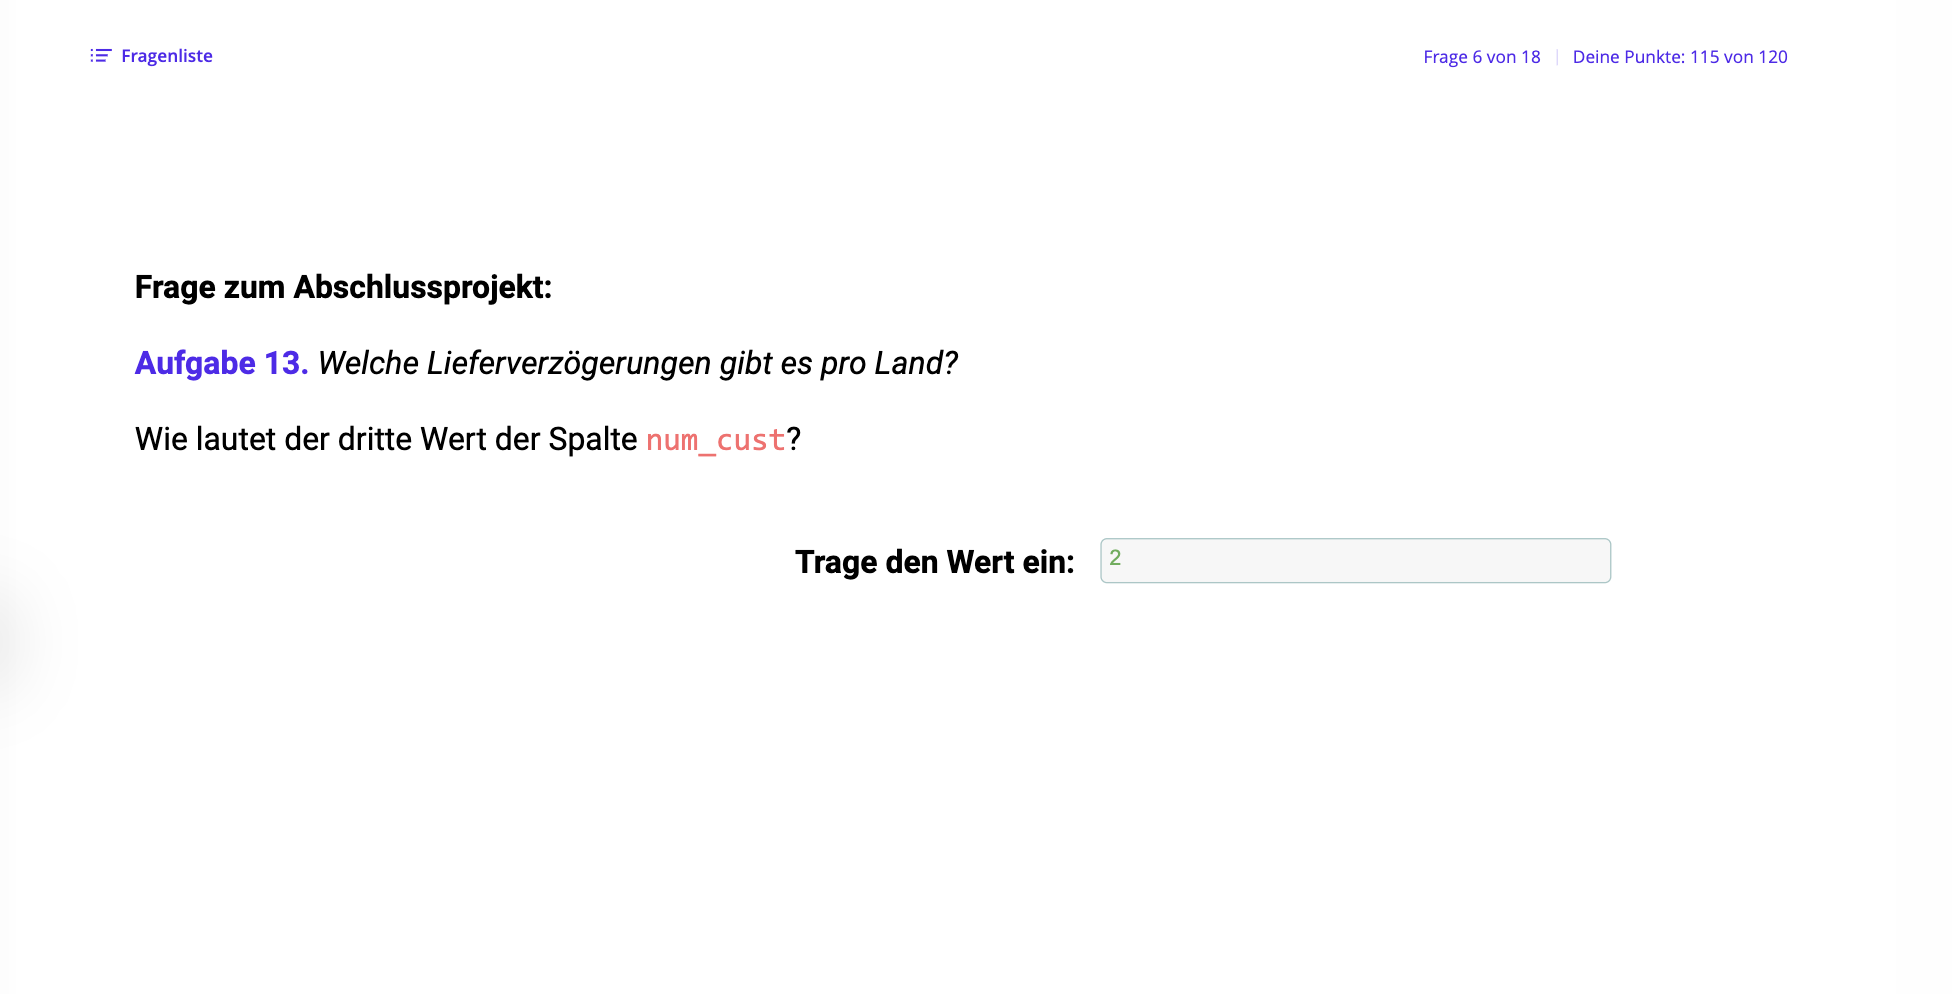 Fragenliste
Frage 6 von 18 | Deine Punkte: 115 von 120
Frage zum Abschlussprojekt:
Aufgabe 13. Welche Lieferverzögerungen gibt es pro Land?
Wie lautet der dritte Wert der Spalte num_cust?
Trage den Wert ein: 2